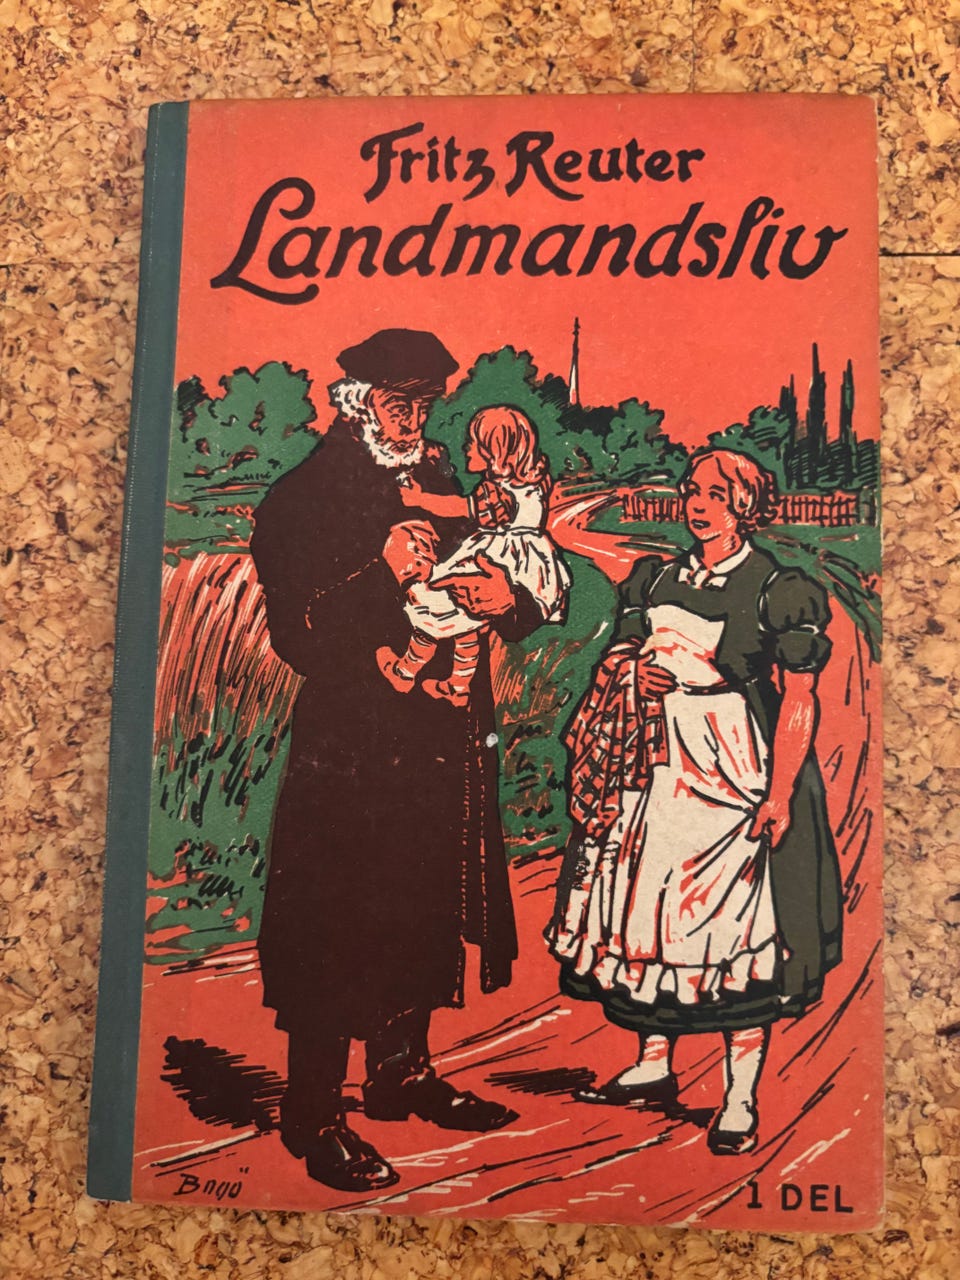 Fritz Reuter
Landmandsliv
1 DEL